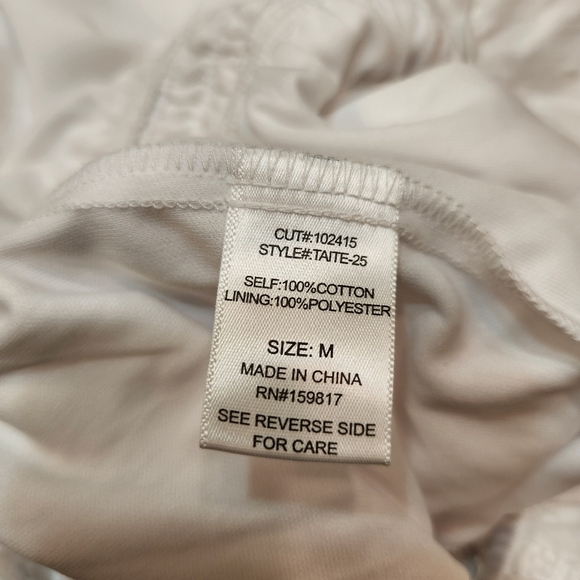 CUT#:102415
STYLE#:TAITE-25
SELF:100%COTTON
LINING:100%POLYESTER
SIZE: M
MADE IN CHINA
RN#159817
SEE REVERSE SIDE
FOR CARE